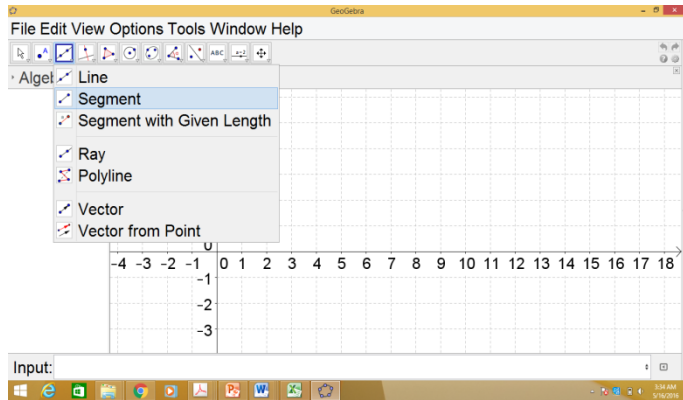 GeoGebra
File Edit View Options Tools Window Help
A ABC a=2
Algeb
Line
Segment
Segment with Given Length
Ray
Polyline
Vector
Vector from Point
0
-4 -3 -2 -1 0 1 2 3 4 5 6 7 8 9 10 11 12 13 14 15 16 17 18
-1
-2
-3
Input:
3:34 AM
5/16/2016